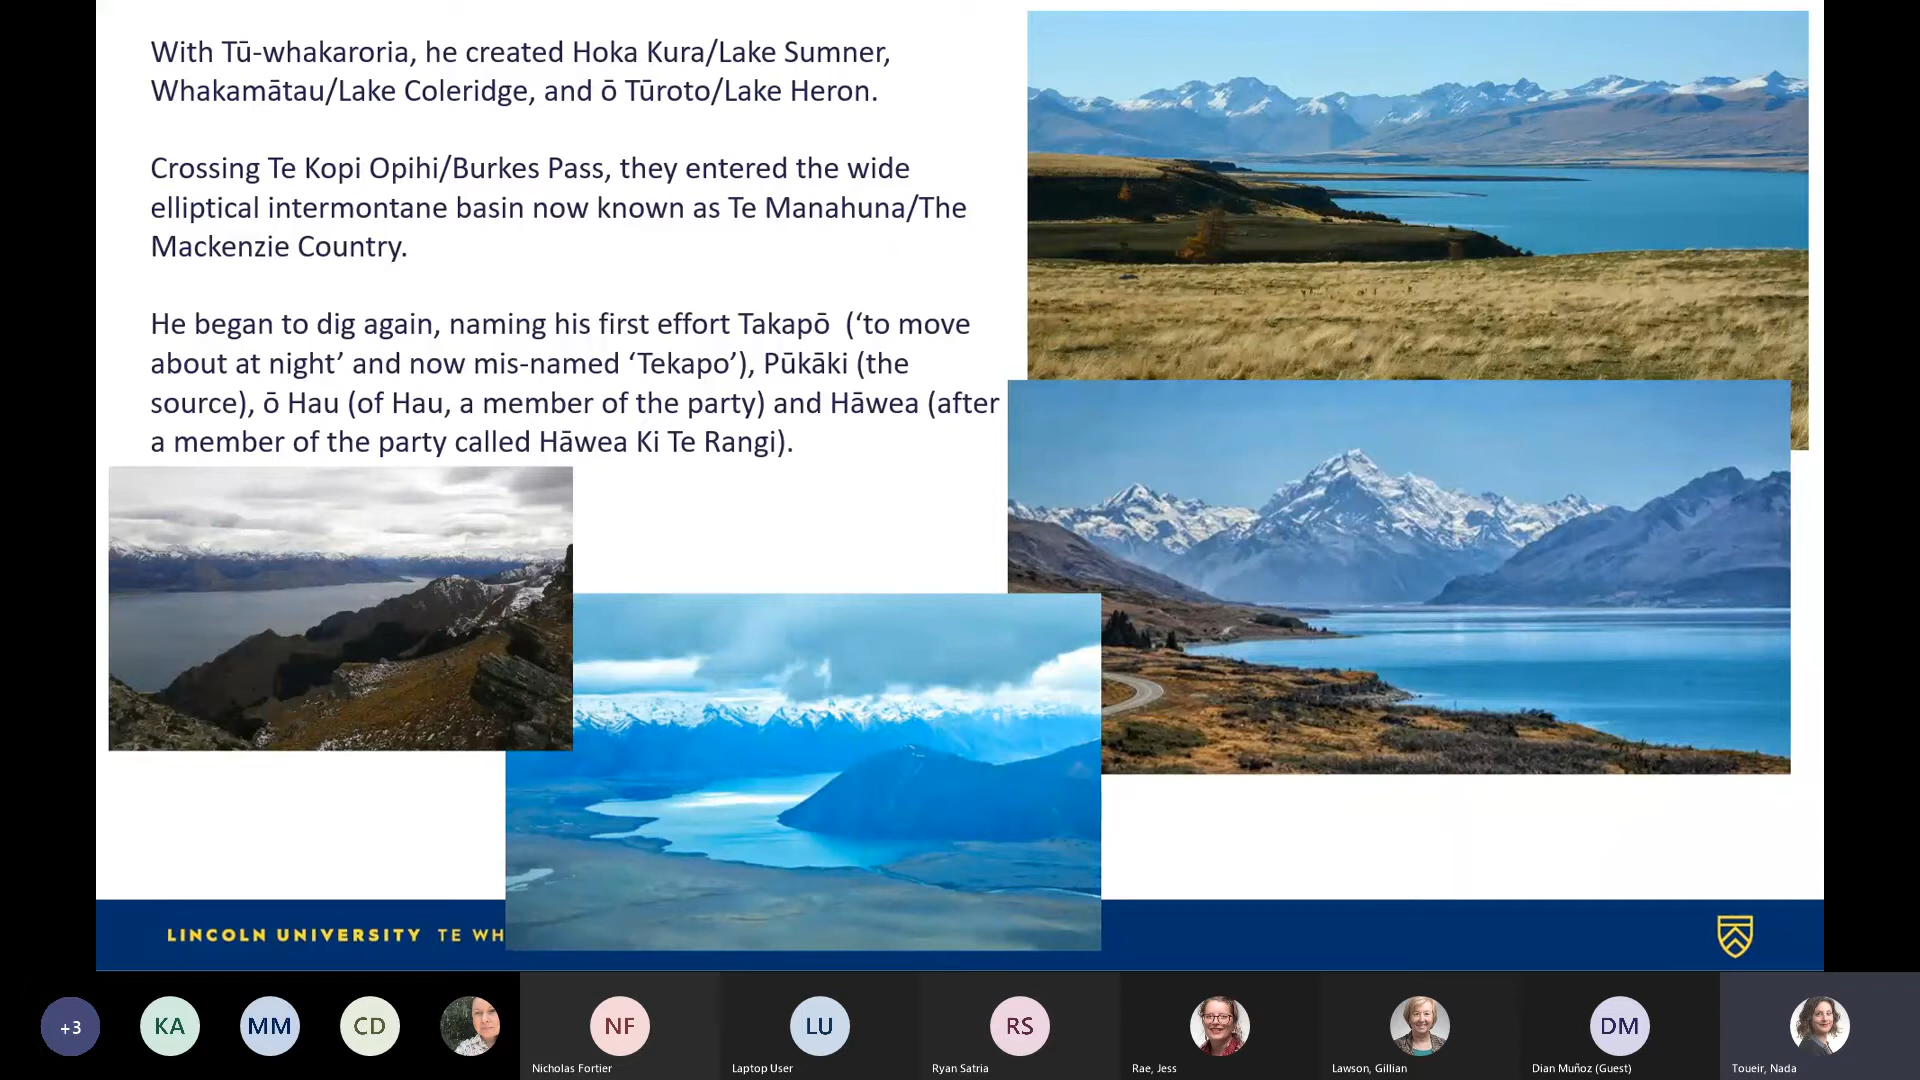 With Tū-whakaroria, he created Hoka Kura/Lake Sumner,
Whakamātau/Lake Coleridge, and ō Tūroto/Lake Heron.
Crossing Te Kopi Opihi/Burkes Pass, they entered the wide
elliptical intermontane basin now known as Te Manahuna/The
Mackenzie Country.
He began to dig again, naming his first effort Takapō (‘to move
about at night’ and now mis-named ‘Tekapo’), Pūkāki (the
source), ō Hau (of Hau, a member of the party) and Hāwea (after
a member of the party called Hāwea Ki Te Rangi).
LINCOLN UNIVERSITY TE WH
+3
KA
MM
CD
NF
LU
RS
DM
Nicholas Fortier
Laptop User
Ryan Satria
Rae, Jess
Lawson, Gillian
Dian Muñoz (Guest)
Toueir, Nada